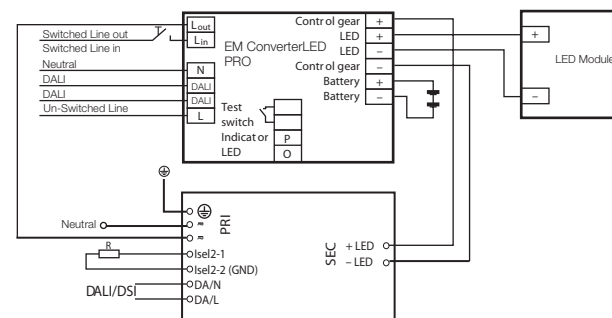 Switched Line out
Switched Line in
Neutral
DALI
DALI
Un-Switched Line
Lout
Lin
N
DALI
DALI
L
EM ConverterLED
PRO
Test
switch
Indicator
LED
P
O
Control gear +
LED +
LED –
Control gear –
Battery +
Battery –
+
LED Module
–
Neutral
PRI
R
Isel2-1
Isel2-2 (GND)
DALI/DSI
DA/N
DA/L
SEC
+ LED
– LED